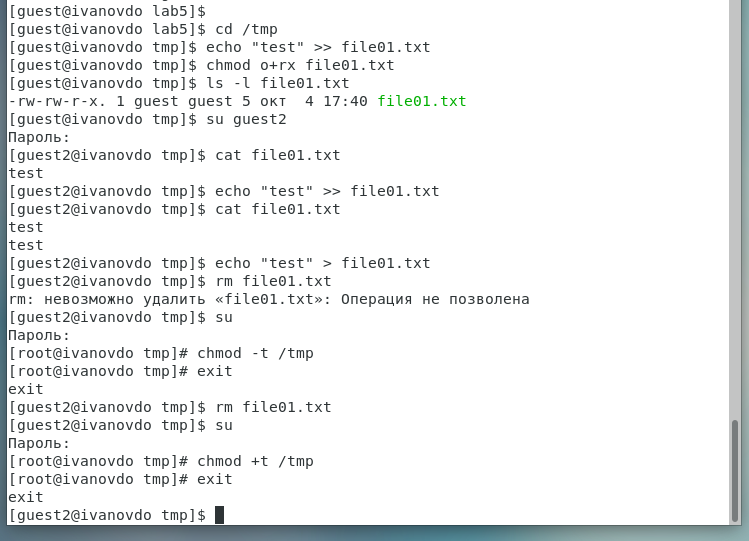 [guest@ivanovdo lab5]$
[guest@ivanovdo lab5]$ cd /tmp
[guest@ivanovdo tmp]$ echo "test" >> file01.txt
[guest@ivanovdo tmp]$ chmod o+rx file01.txt
[guest@ivanovdo tmp]$ ls -l file01.txt
-rw-rw-r-x. 1 guest guest 5 окт  4 17:40 file01.txt
[guest@ivanovdo tmp]$ su guest2
Пароль:
[guest2@ivanovdo tmp]$ cat file01.txt
test
[guest2@ivanovdo tmp]$ echo "test" >> file01.txt
[guest2@ivanovdo tmp]$ cat file01.txt
test
test
[guest2@ivanovdo tmp]$ echo "test" > file01.txt
[guest2@ivanovdo tmp]$ rm file01.txt
rm: невозможно удалить «file01.txt»: Операция не позволена
[guest2@ivanovdo tmp]$ su
Пароль:
[root@ivanovdo tmp]# chmod -t /tmp
[root@ivanovdo tmp]# exit
exit
[guest2@ivanovdo tmp]$ rm file01.txt
[guest2@ivanovdo tmp]$ su
Пароль:
[root@ivanovdo tmp]# chmod +t /tmp
[root@ivanovdo tmp]# exit
exit
[guest2@ivanovdo tmp]$